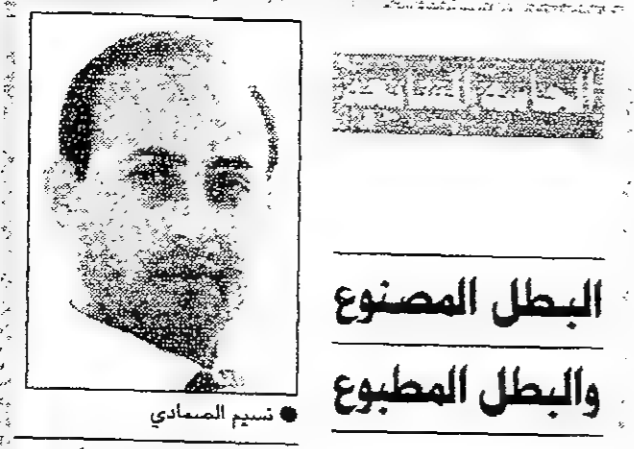 البطل المصنوع
والبطل المطبوع
● نسيم الصمادي